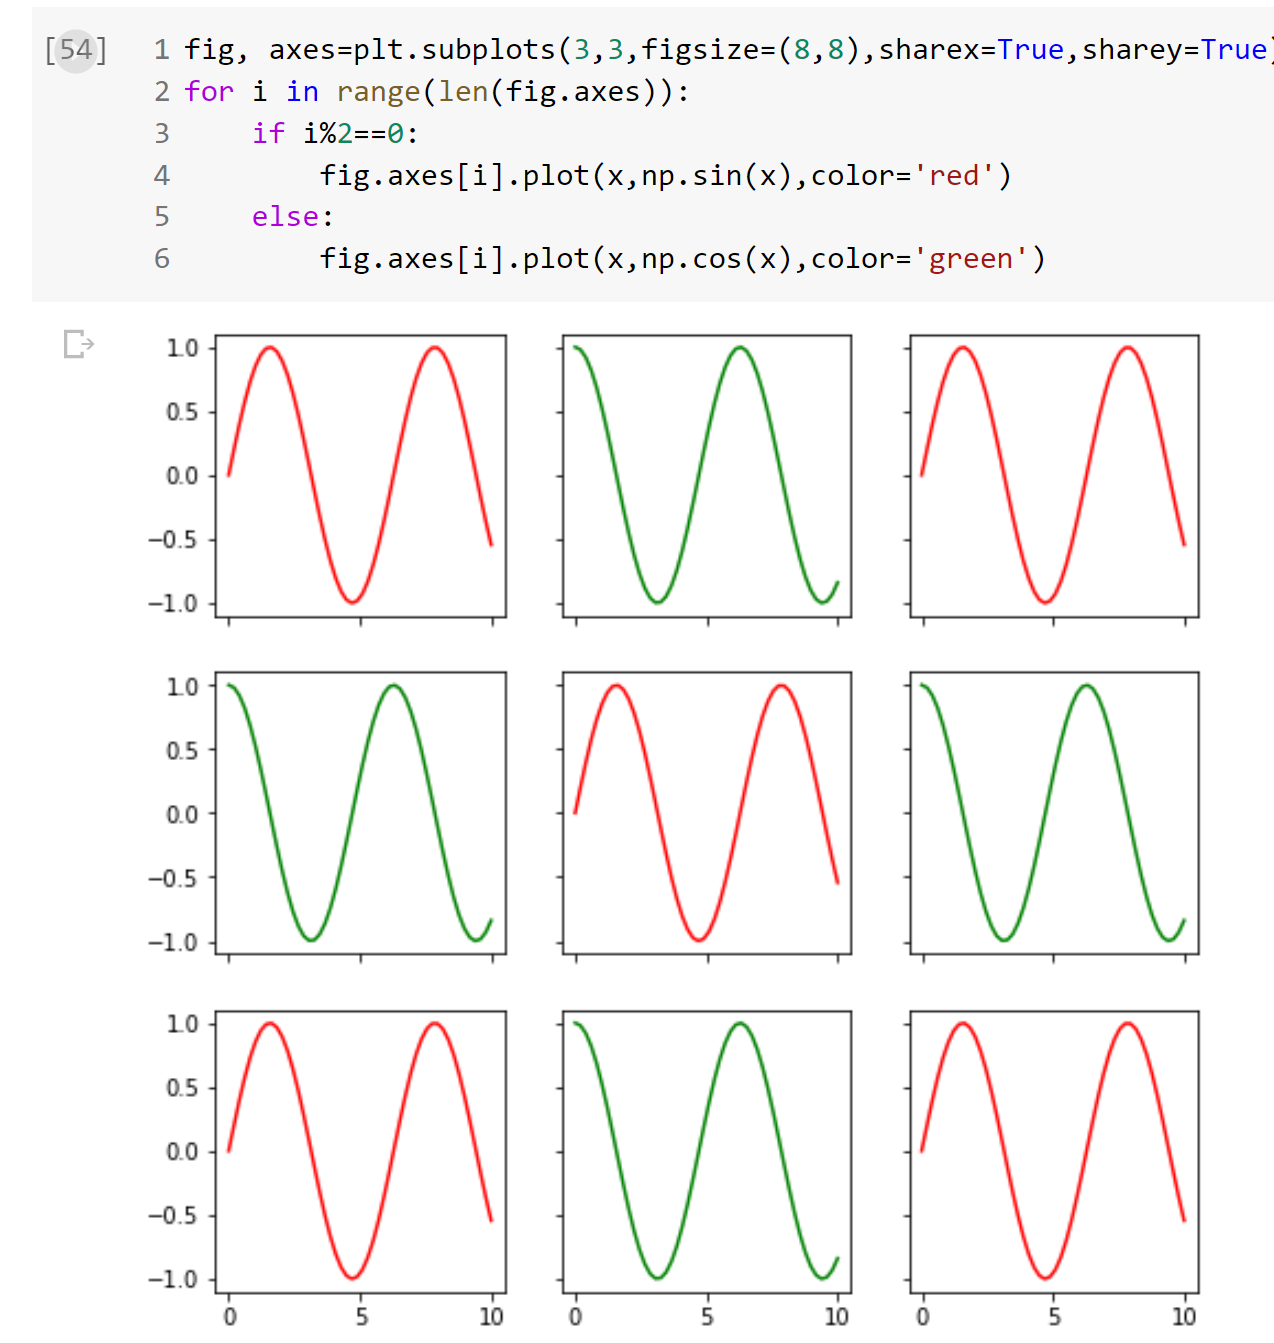 [54] 1 fig, axes=plt.subplots(3,3,figsize=(8,8),sharex=True,sharey=True)
2 for i in range(len(fig.axes)):
3     if i%2==0:
4         fig.axes[i].plot(x,np.sin(x),color='red')
5     else:
6         fig.axes[i].plot(x,np.cos(x),color='green')
1.0
0.5
0.0
−0.5
−1.0
1.0
0.5
0.0
−0.5
−1.0
1.0
0.5
0.0
−0.5
−1.0
0 5 10 0 5 10 0 5 10